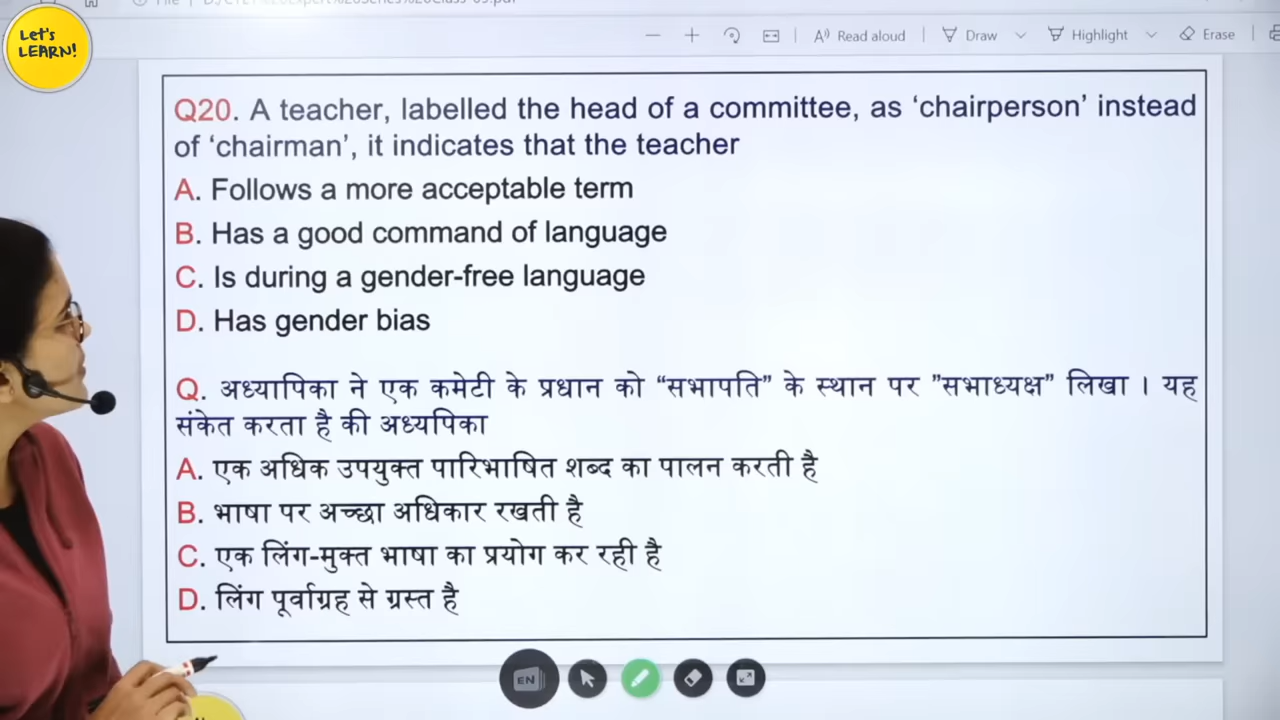 Let's
LEARN!
Read aloud
Draw
Highlight
Erase
Q20. A teacher, labelled the head of a committee, as ‘chairperson’ instead
of ‘chairman’, it indicates that the teacher
A. Follows a more acceptable term
B. Has a good command of language
C. Is during a gender-free language
D. Has gender bias
Q. अध्यापिका ने एक कमेटी के प्रधान को “सभापति” के स्थान पर ”सभाध्यक्ष” लिखा । यह
संकेत करता है की अध्यपिका
A. एक अधिक उपयुक्त पारिभाषित शब्द का पालन करती है
B. भाषा पर अच्छा अधिकार रखती है
C. एक लिंग-मुक्त भाषा का प्रयोग कर रही है
D. लिंग पूर्वाग्रह से ग्रस्त है
EN